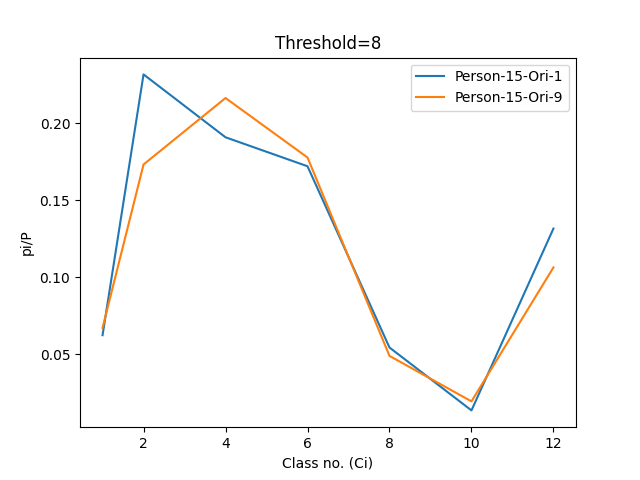 Threshold=8
Person-15-Ori-1
Person-15-Ori-9
pi/P
0.20
0.15
0.10
0.05
2 4 6 8 10 12
Class no. (Ci)